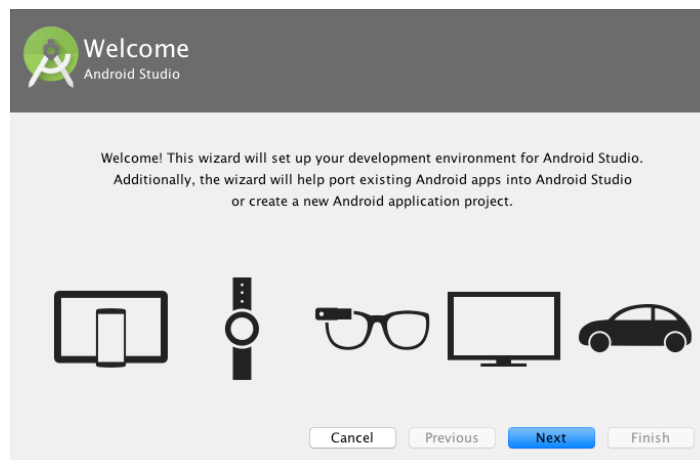 Welcome
Android Studio
Welcome! This wizard will set up your development environment for Android Studio.
Additionally, the wizard will help port existing Android apps into Android Studio
or create a new Android application project.
Cancel
Previous
Next
Finish